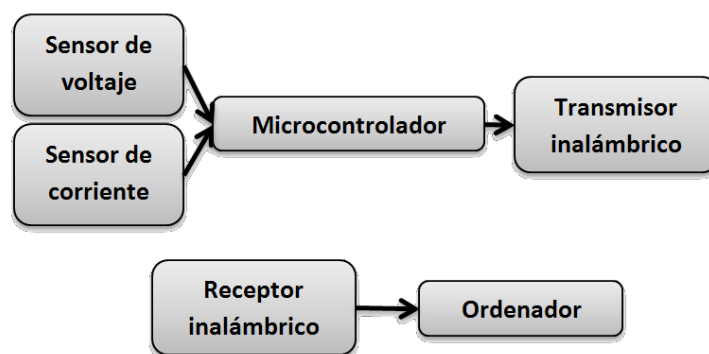 Sensor de
voltaje
Sensor de
corriente
Microcontrolador
Transmisor
inalámbrico
Receptor
inalámbrico
Ordenador